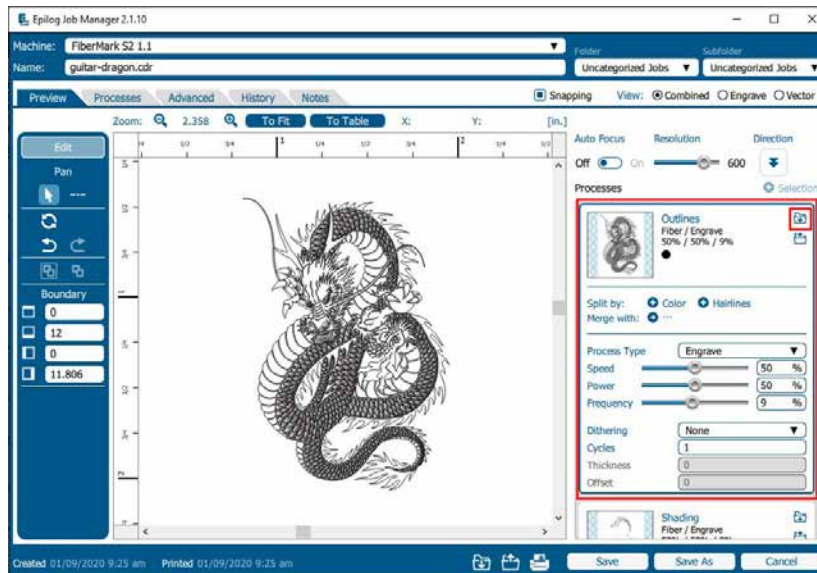 Epilog Job Manager 2.1.10
Machine: FiberMark S2 1.1
Folder Subfolder
Name: guitar-dragon.cdr
Uncategorized Jobs Uncategorized Jobs
Preview Processes Advanced History Notes
Snapping View: Combined Engrave Vector
Zoom: 2.358 To Fit To Table X: Y: [in.]
Edit
Pan
Boundary
0
12
0
11.806
Auto Focus Resolution Direction
Off On 600
Processes Selection
Outlines
Fiber / Engrave
50% / 50% / 9%
Split by: Color Hairlines
Merge with: ...
Process Type Engrave
Speed 50 %
Power 50 %
Frequency 9 %
Dithering None
Cycles 1
Thickness 0
Offset 0
Shading
Fiber / Engrave
Created 01/09/2020 9:25 am Printed 01/09/2020 9:25 am
Save Save As Cancel